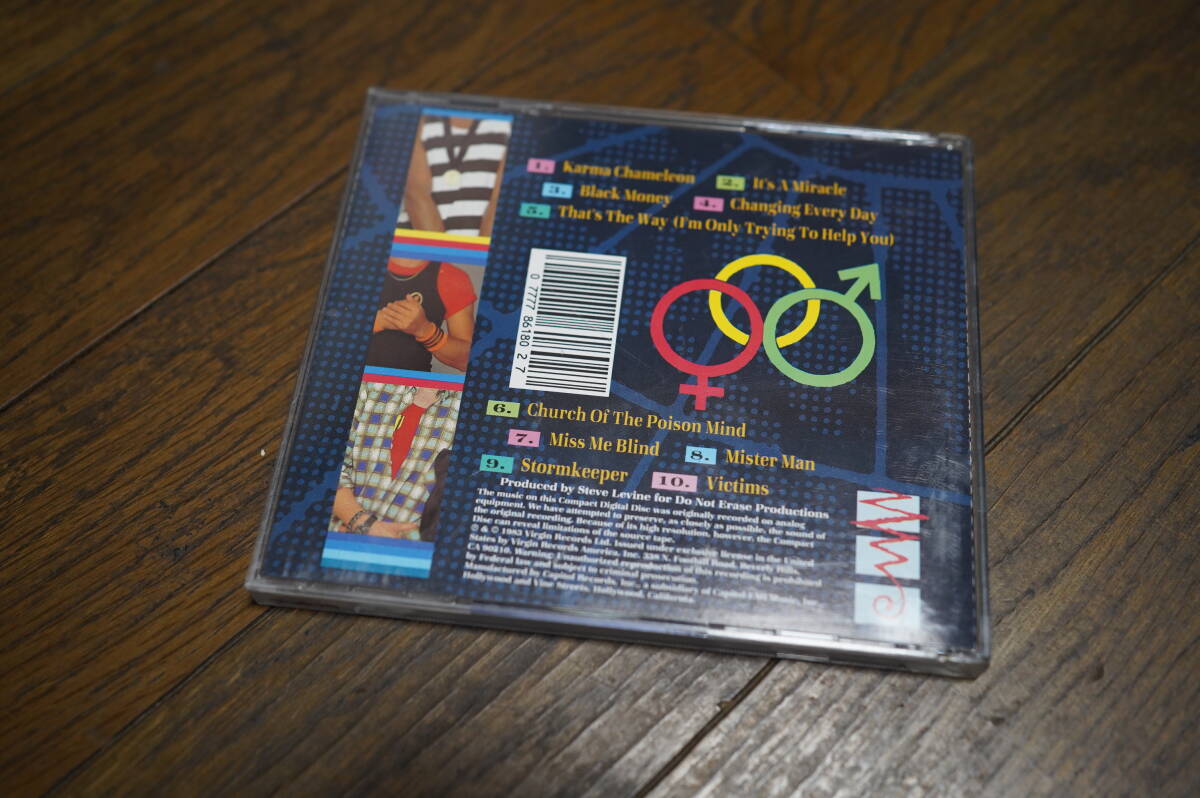 1. Karma Chameleon 2. It's A Miracle
3. Black Money 4. Changing Every Day
5. That's The Way (I'm Only Trying To Help You)
0 7777 86180 2 7
6. Church Of The Poison Mind
7. Miss Me Blind 8. Mister Man
9. Stormkeeper 10. Victims
Produced by Steve Levine for Do Not Erase Productions
The music on this Compact Digital Disc was originally recorded on analog
equipment. We have attempted to preserve, as closely as possible, the sound of
the original recording. Because of its high resolution, however, the Compact
Disc can reveal limitations of the source tape.
& © 1983 Virgin Records Ltd. Issued under exclusive license in the United
States by Virgin Records America, Inc. 338 N. Foothill Road, Beverly Hills,
CA 90210. Warning: Unauthorized reproduction of this recording is prohibited
by Federal law and subject to criminal prosecution.
Manufactured by Capitol Records, Inc., a subsidiary of Capitol-EMI Music, Inc.,
Hollywood and Vine Streets, Hollywood, California.